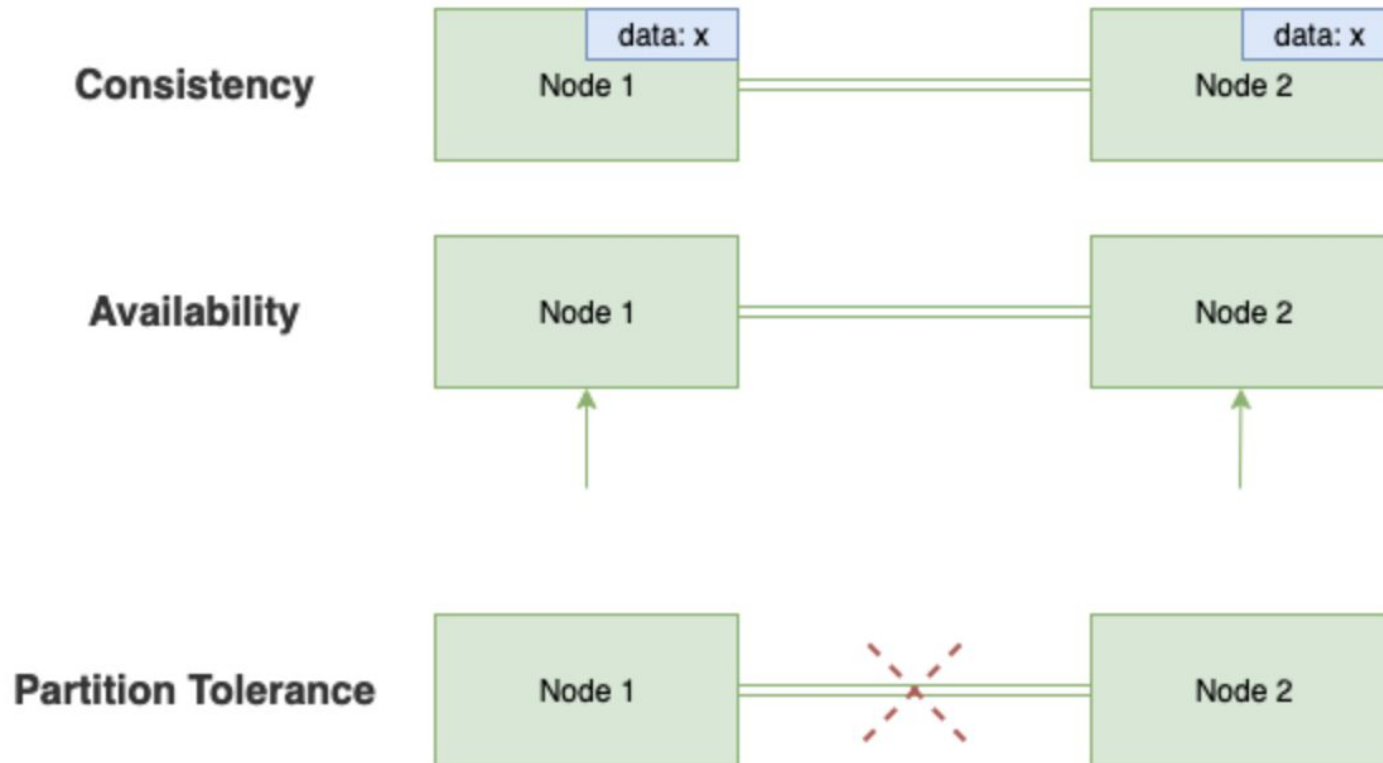 data: x
data: x
Consistency
Node 1
Node 2
Availability
Node 1
Node 2
Partition Tolerance
Node 1
Node 2